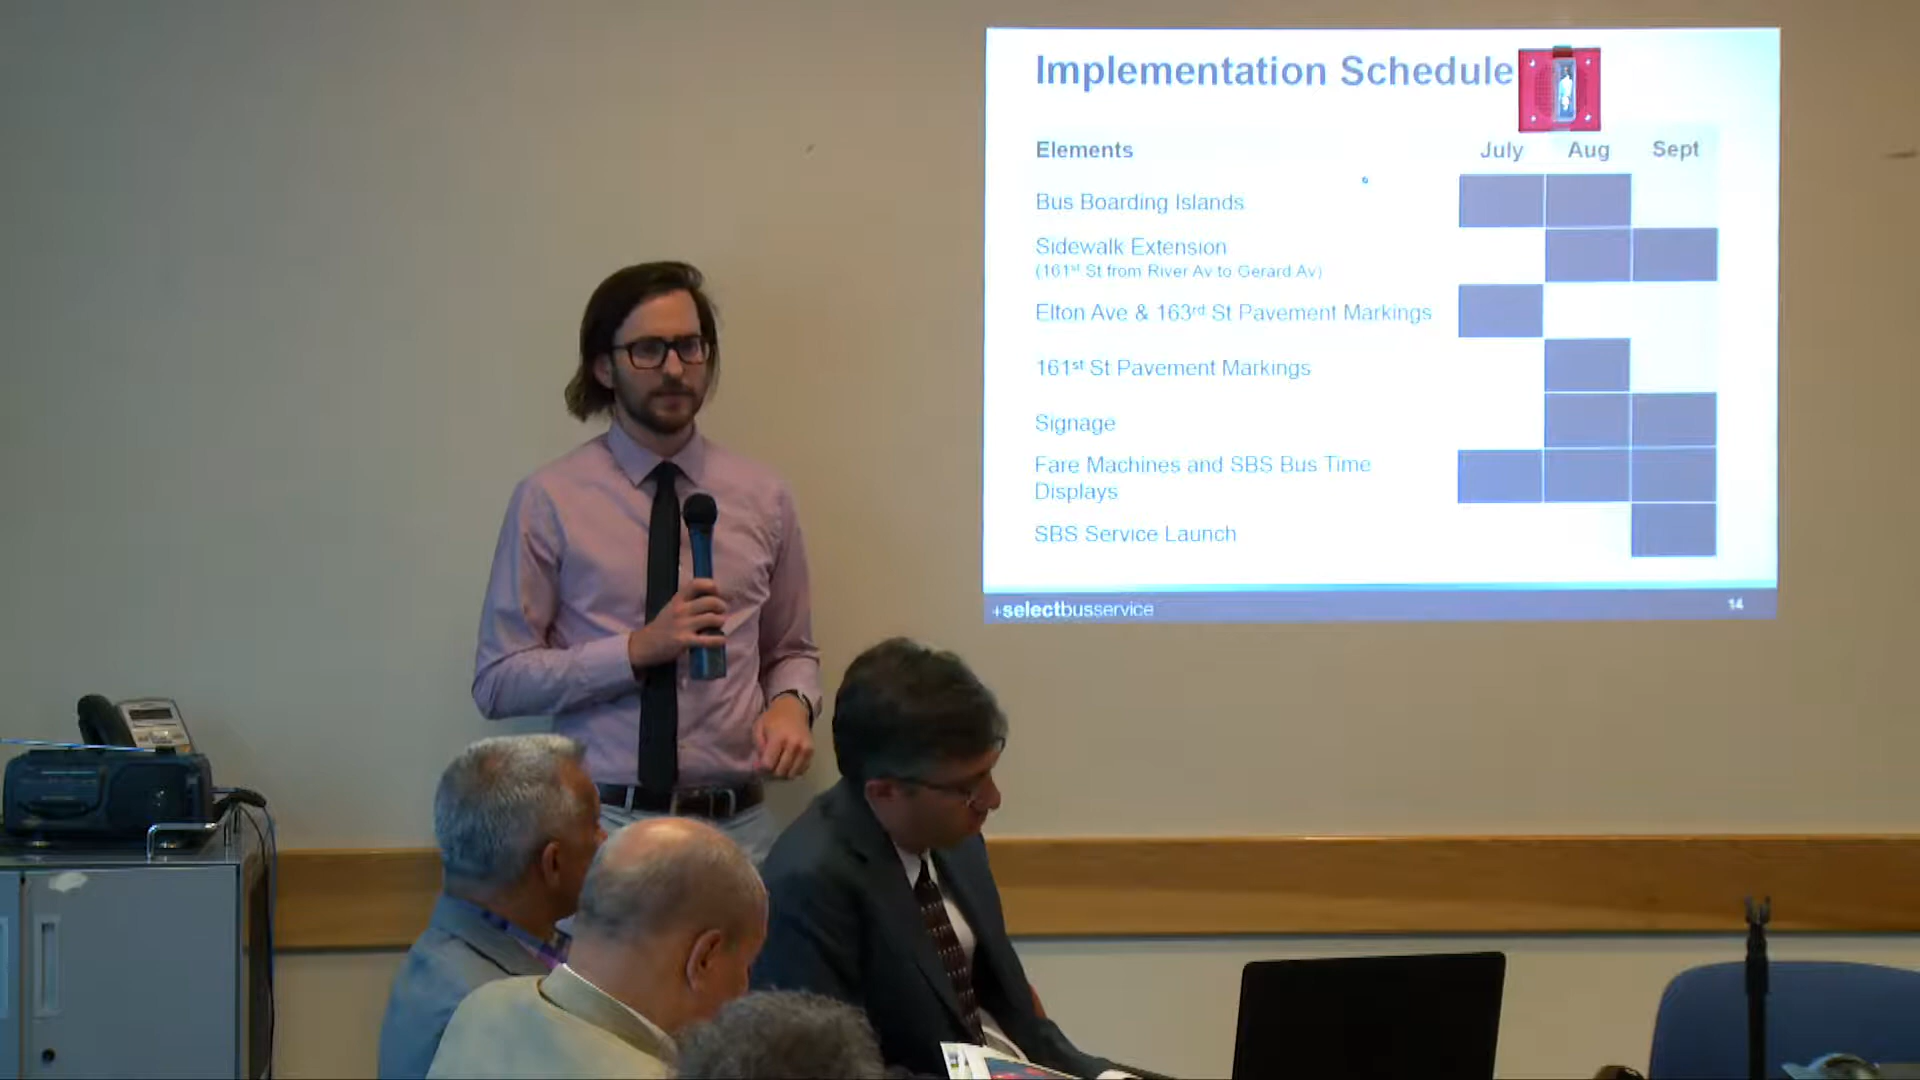 Implementation Schedule
Elements July Aug Sept
Bus Boarding Islands
Sidewalk Extension
(161st St from River Av to Gerard Av)
Elton Ave & 163rd St Pavement Markings
161st St Pavement Markings
Signage
Fare Machines and SBS Bus Time
Displays
SBS Service Launch
+selectbusservice 14